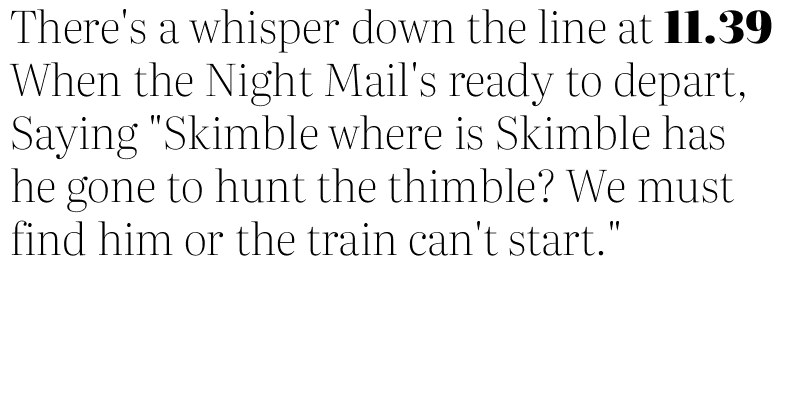 There's a whisper down the line at 11.39
When the Night Mail's ready to depart,
Saying "Skimble where is Skimble has
he gone to hunt the thimble? We must
find him or the train can't start."